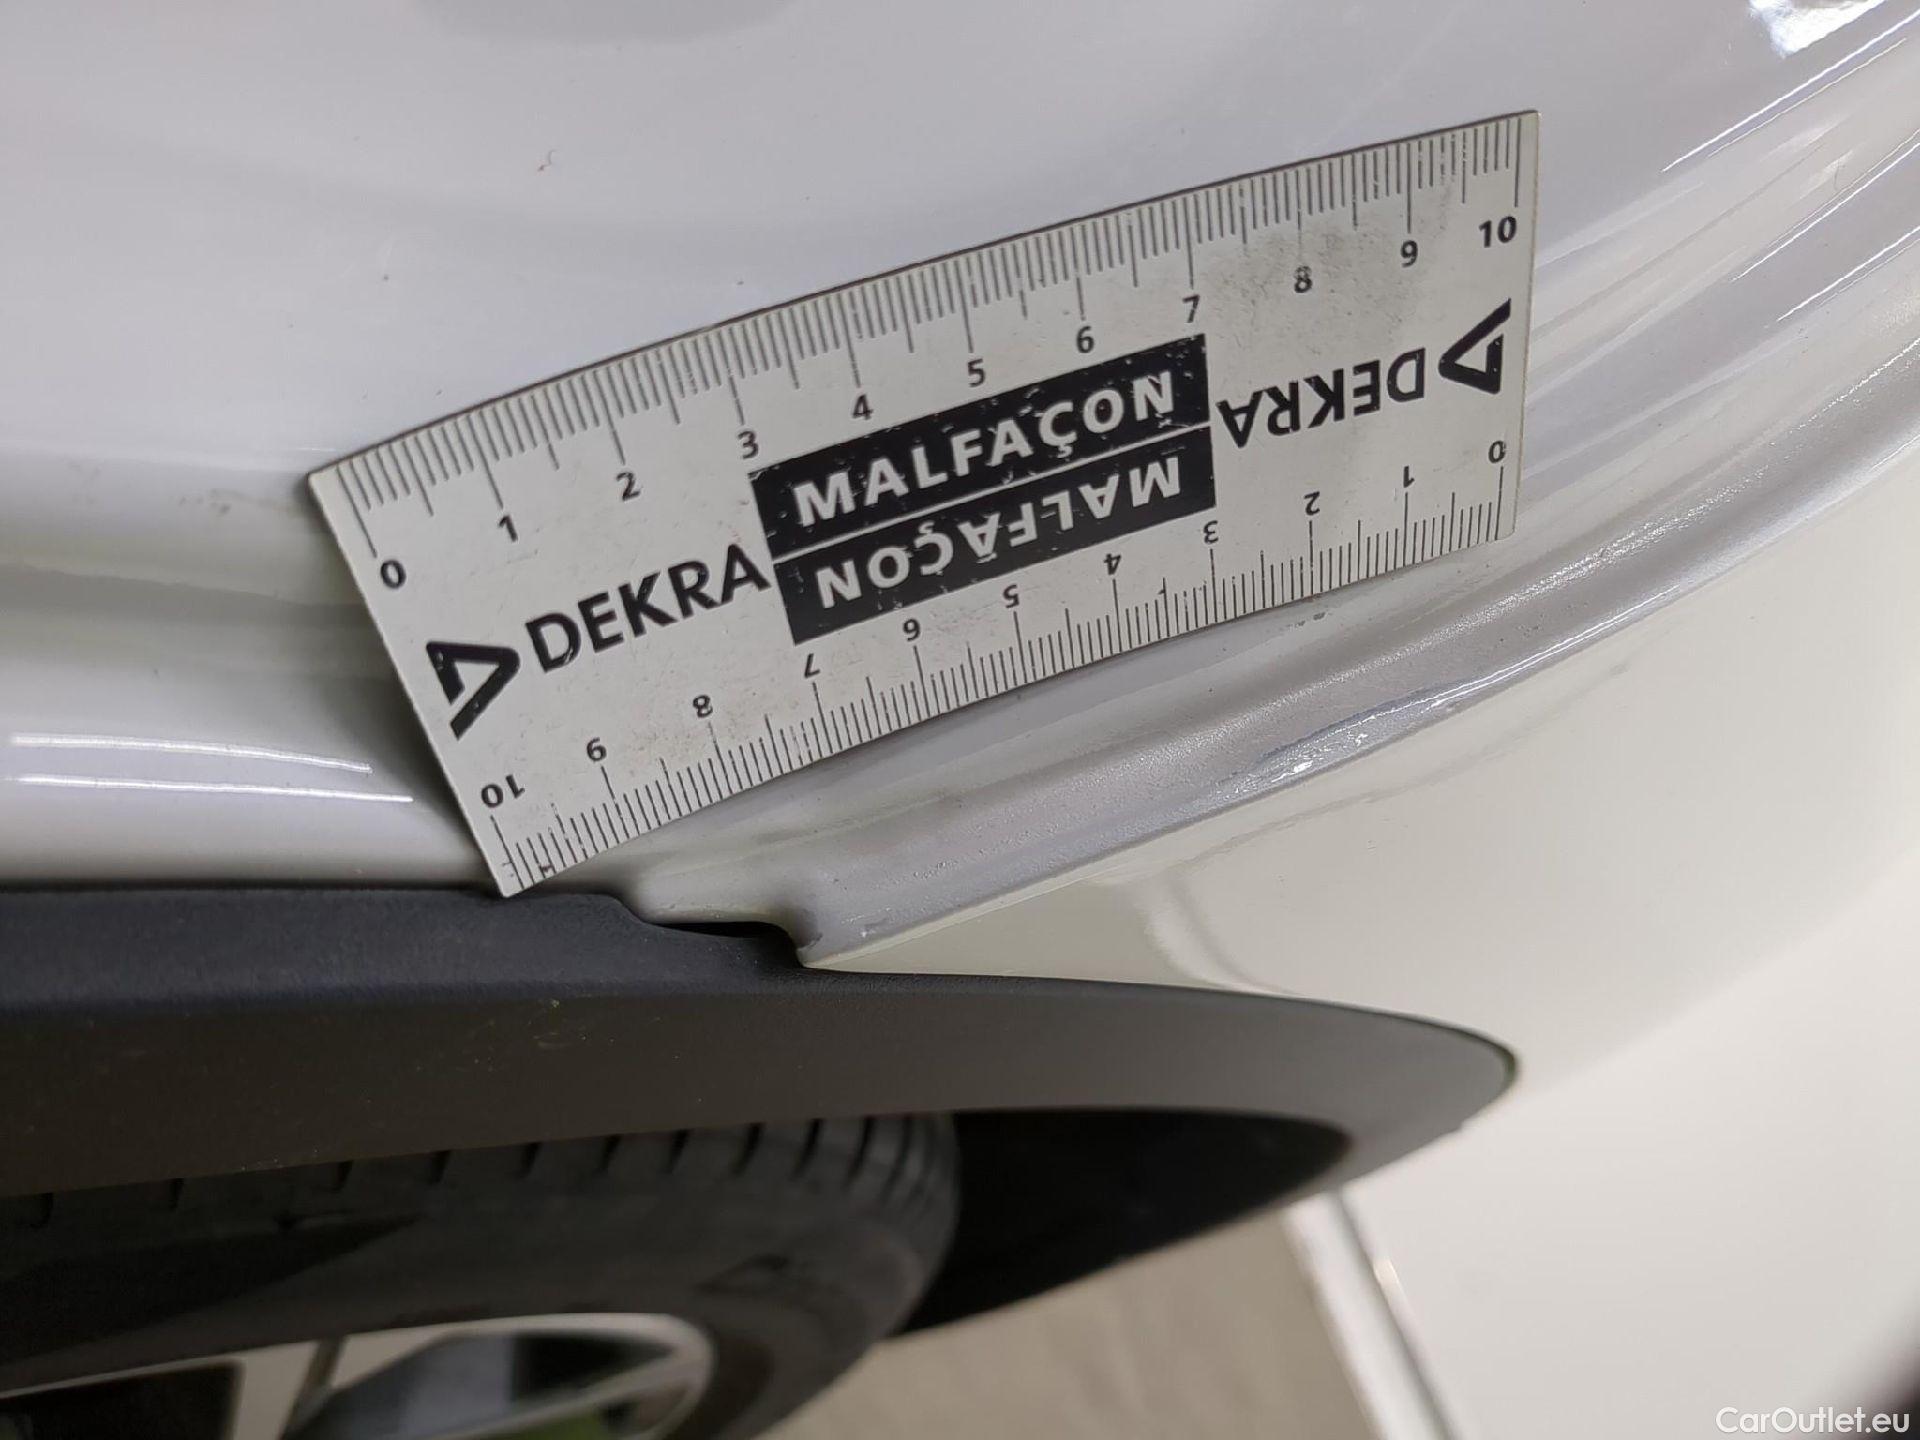 0 1 2 3 4 5 6 7 8 9 10
DEKRA MALFAÇON DEKRA
MALFAÇON
10 9 8 7 6 5 4 3 2 1 0
CarOutlet.eu